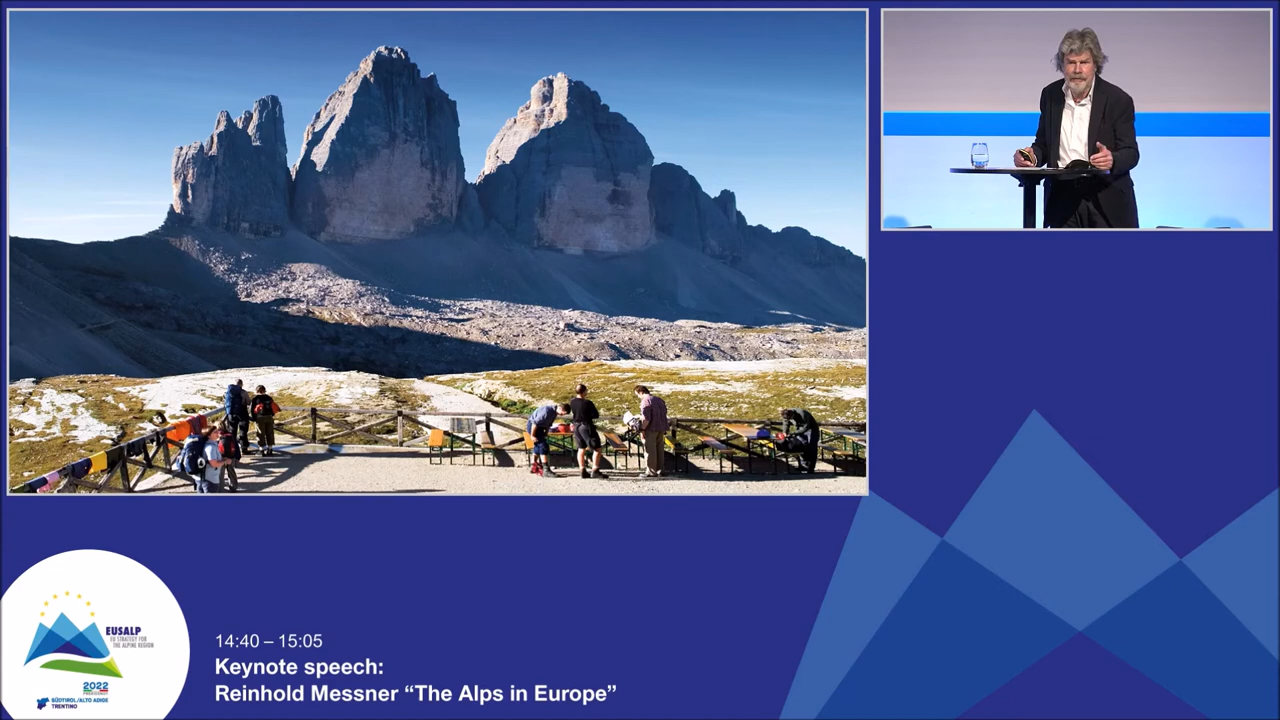 14:40 – 15:05
Keynote speech:
Reinhold Messner “The Alps in Europe”
EUSALP
EU STRATEGY FOR
THE ALPINE REGION
2022
PRESIDENCY
SÜDTIROL/ALTO ADIGE
TRENTINO